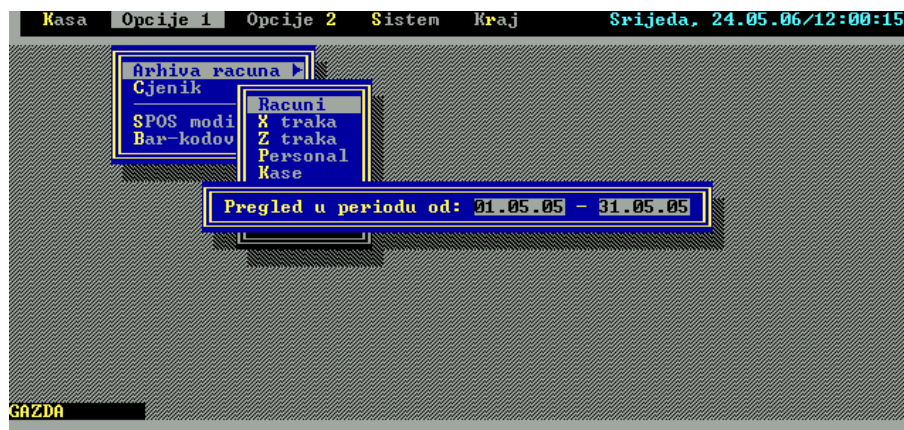 Kasa Opcije 1 Opcije 2 Sistem Kraj Srijeda, 24.05.06/12:00:15
Arhiva racuna
Cjenik
SPOS modi
Bar-kodov
Racuni
X traka
Z traka
Personal
Kase
Pregled u periodu od: 01.05.05 - 31.05.05
GAZDA